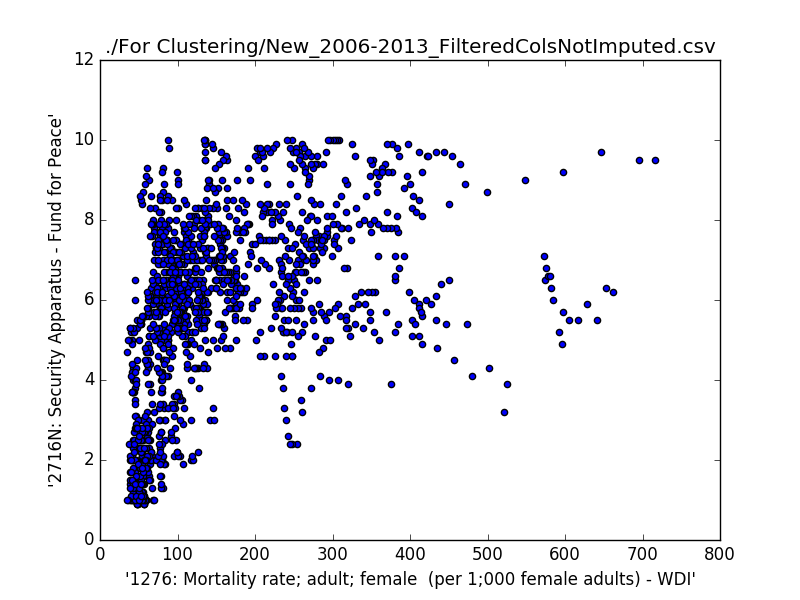 ./For Clustering/New_2006-2013_FilteredColsNotImputed.csv
12
10
8
6
4
2
0
'2716N: Security Apparatus - Fund for Peace'
0 100 200 300 400 500 600 700 800
'1276: Mortality rate; adult; female  (per 1;000 female adults) - WDI'